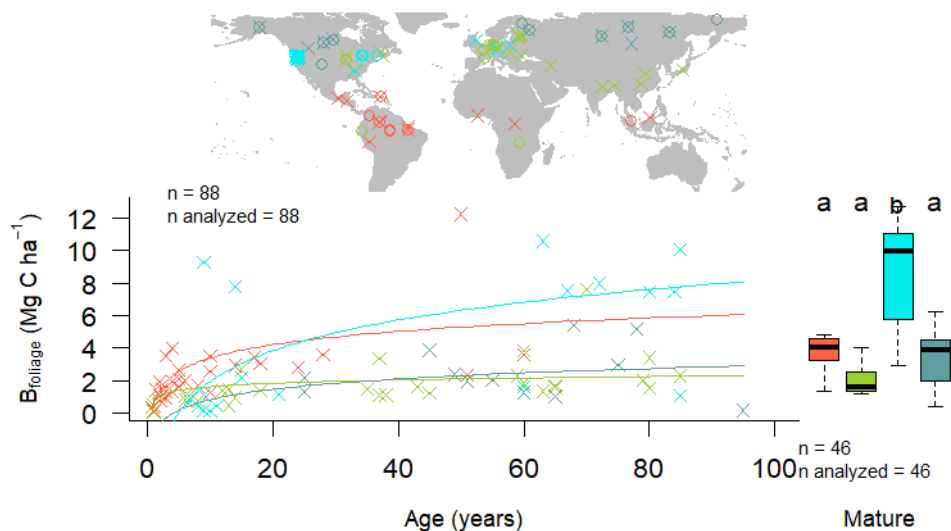 n = 88
n analyzed = 88
a a b a
B_foliage (Mg C ha⁻¹)
12
10
8
6
4
2
0
0 20 40 60 80 100
n = 46
n analyzed = 46
Age (years)
Mature